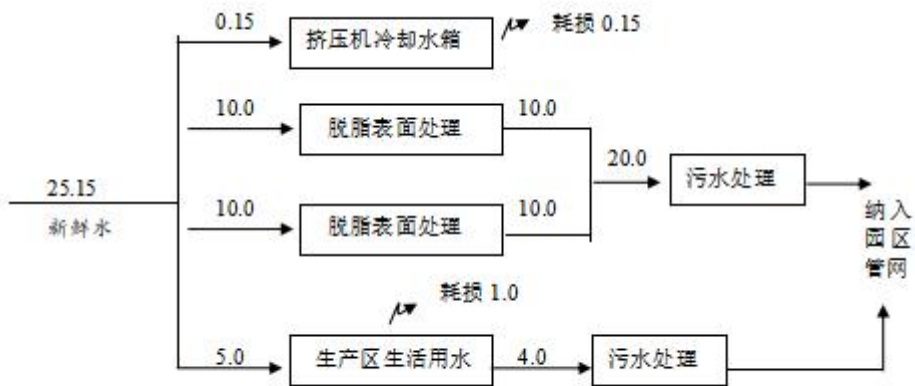 0.15
挤压机冷却水箱
耗损 0.15
10.0
脱脂表面处理
10.0
20.0
污水处理
25.15
新鲜水
10.0
脱脂表面处理
10.0
纳入
园区
管网
耗损 1.0
5.0
生产区生活用水
4.0
污水处理